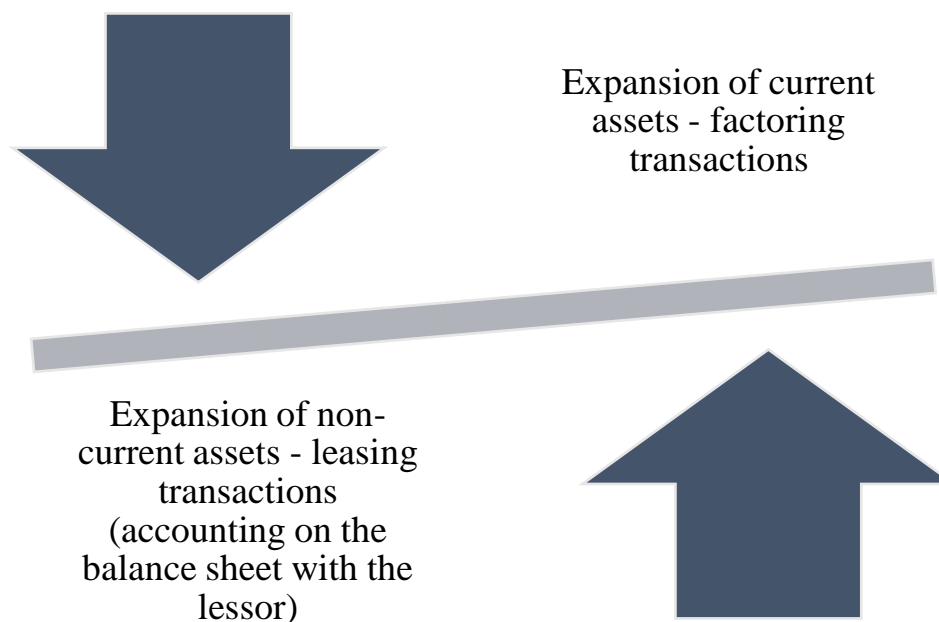 Expansion of current
assets - factoring
transactions
Expansion of non-
current assets - leasing
transactions
(accounting on the
balance sheet with the
lessor)